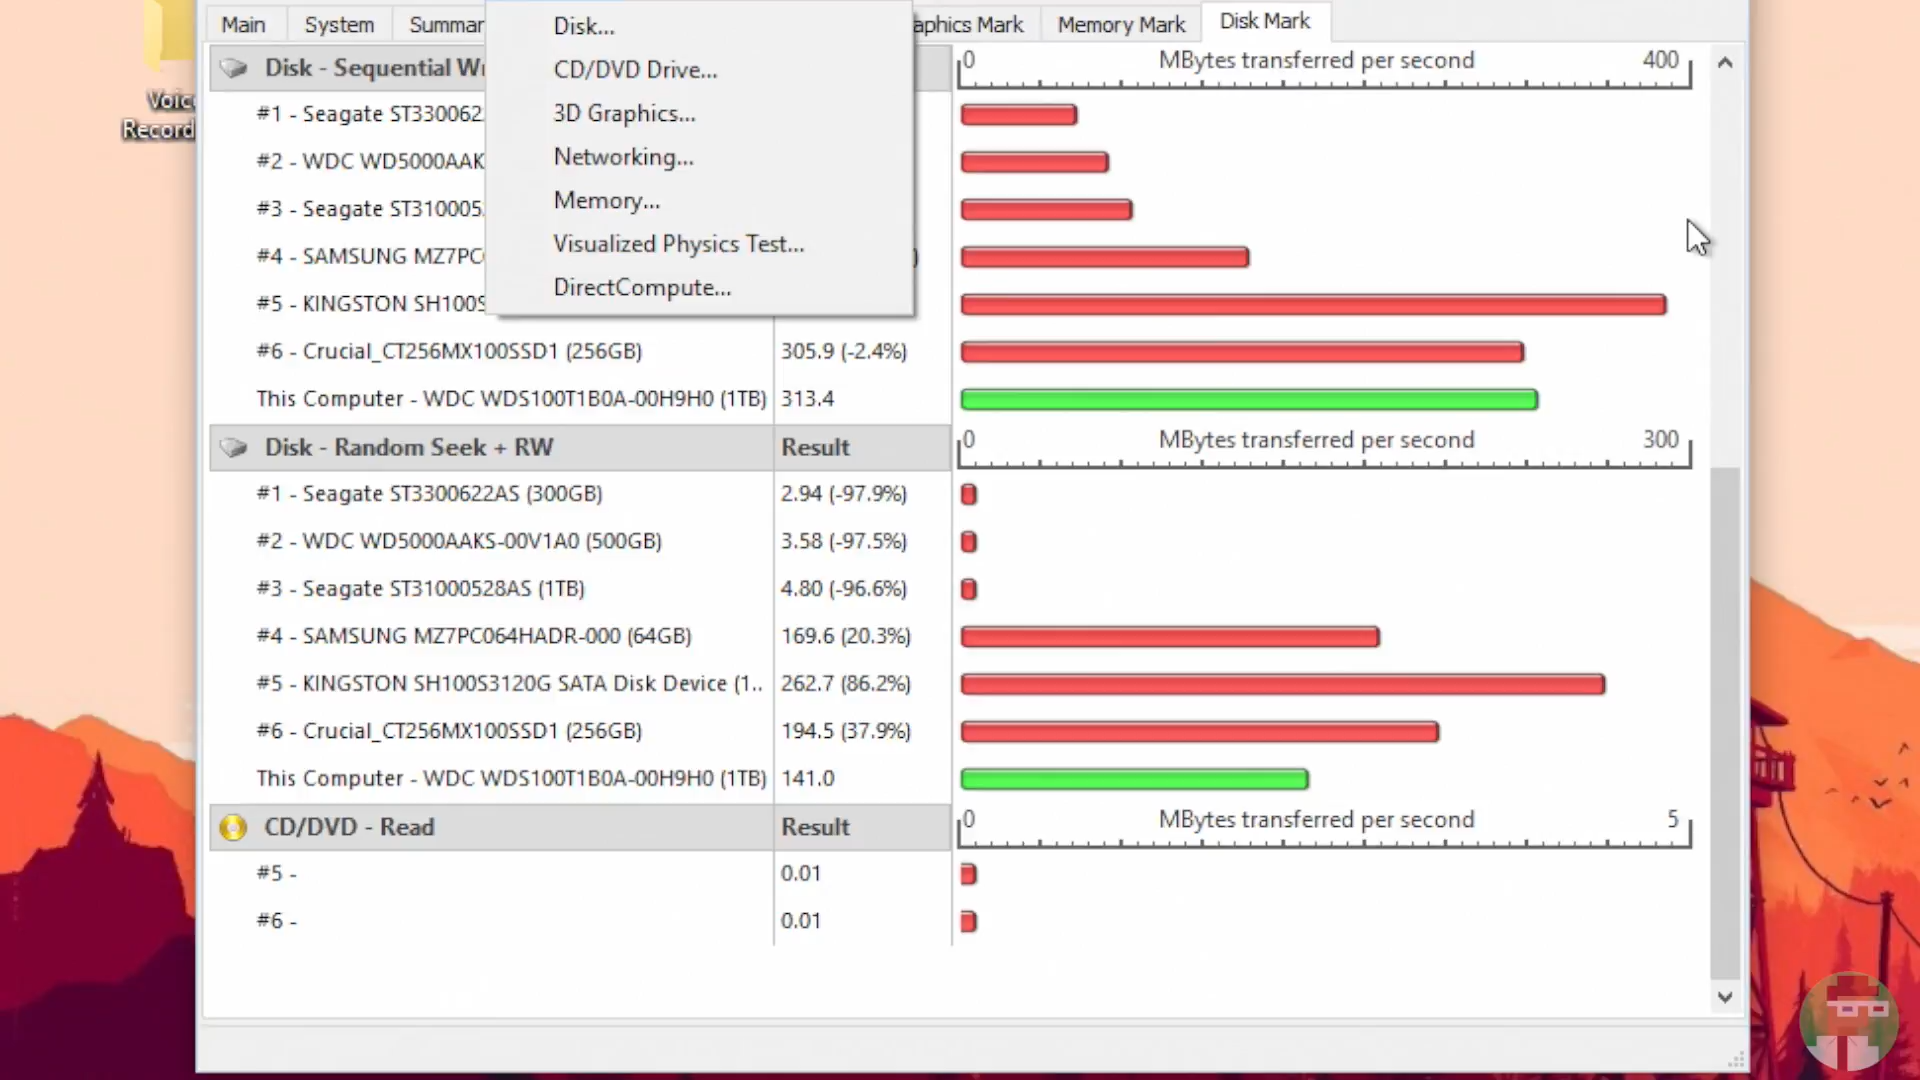 Main System Summar aphics Mark Memory Mark Disk Mark
Disk...
CD/DVD Drive...
3D Graphics...
Networking...
Memory...
Visualized Physics Test...
DirectCompute...
Voic
Record
Disk - Sequential Wr 0 MBytes transferred per second 400
#1 - Seagate ST330062
#2 - WDC WD5000AAK
#3 - Seagate ST310005
#4 - SAMSUNG MZ7PC )
#5 - KINGSTON SH100S
#6 - Crucial_CT256MX100SSD1 (256GB) 305.9 (-2.4%)
This Computer - WDC WDS100T1B0A-00H9H0 (1TB) 313.4
Disk - Random Seek + RW Result 0 MBytes transferred per second 300
#1 - Seagate ST3300622AS (300GB) 2.94 (-97.9%)
#2 - WDC WD5000AAKS-00V1A0 (500GB) 3.58 (-97.5%)
#3 - Seagate ST31000528AS (1TB) 4.80 (-96.6%)
#4 - SAMSUNG MZ7PC064HADR-000 (64GB) 169.6 (20.3%)
#5 - KINGSTON SH100S3120G SATA Disk Device (1.. 262.7 (86.2%)
#6 - Crucial_CT256MX100SSD1 (256GB) 194.5 (37.9%)
This Computer - WDC WDS100T1B0A-00H9H0 (1TB) 141.0
CD/DVD - Read Result 0 MBytes transferred per second 5
#5 - 0.01
#6 - 0.01